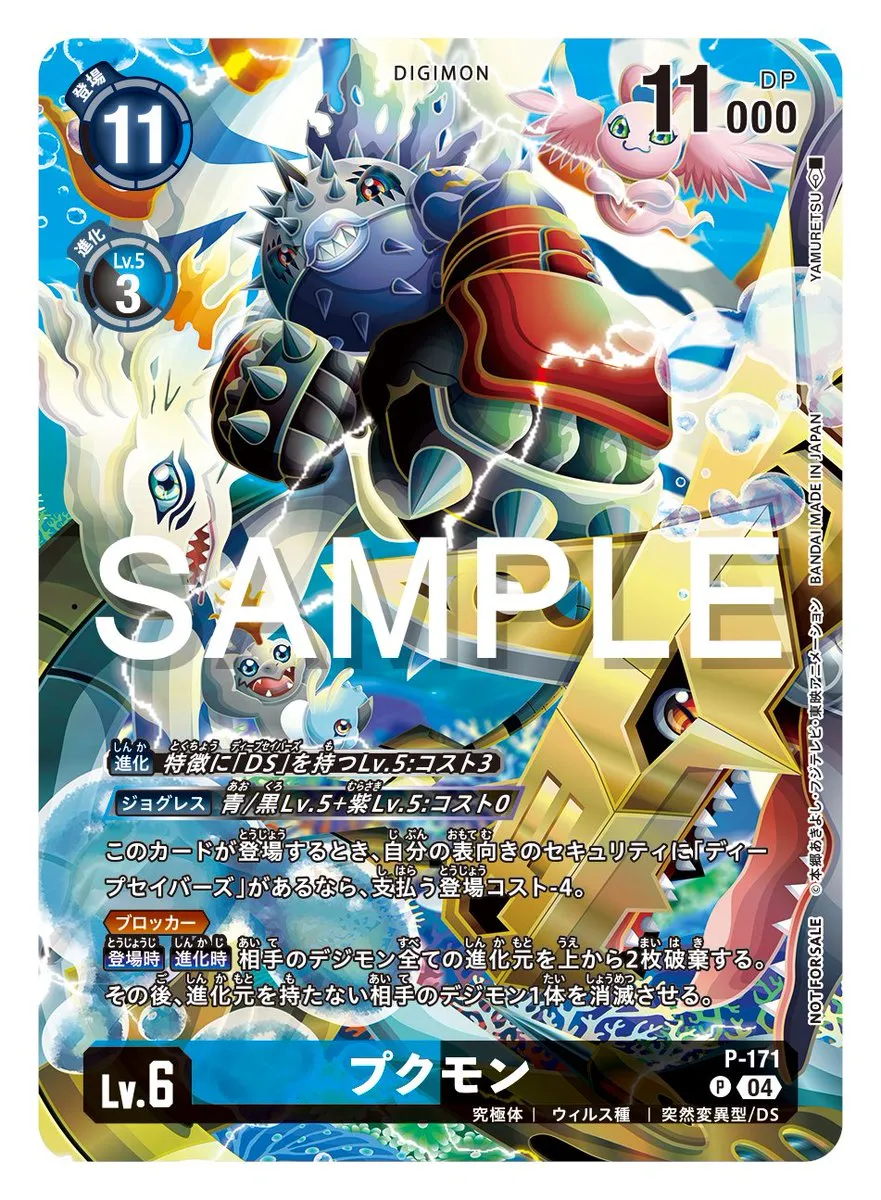 DIGIMON
登場
11
11000
DP
進化
Lv.5
3
YAMURETSU
SAMPLE
BANDAI MADE IN JAPAN
©本郷あきよし・フジテレビ・東映アニメーション
NOT FOR SALE
進化 特徴に「DS」を持つLv.5:コスト3
ジョグレス 青/黒Lv.5+紫Lv.5:コスト0
このカードが登場するとき、自分の表向きのセキュリティに「ディー
プセイバーズ」があるなら、支払う登場コスト-4。
ブロッカー
登場時 進化時 相手のデジモン全ての進化元を上から2枚破棄する。
その後、進化元を持たない相手のデジモン1体を消滅させる。
Lv.6
プクモン
P-171
P 04
究極体 | ウィルス種 | 突然変異型/DS